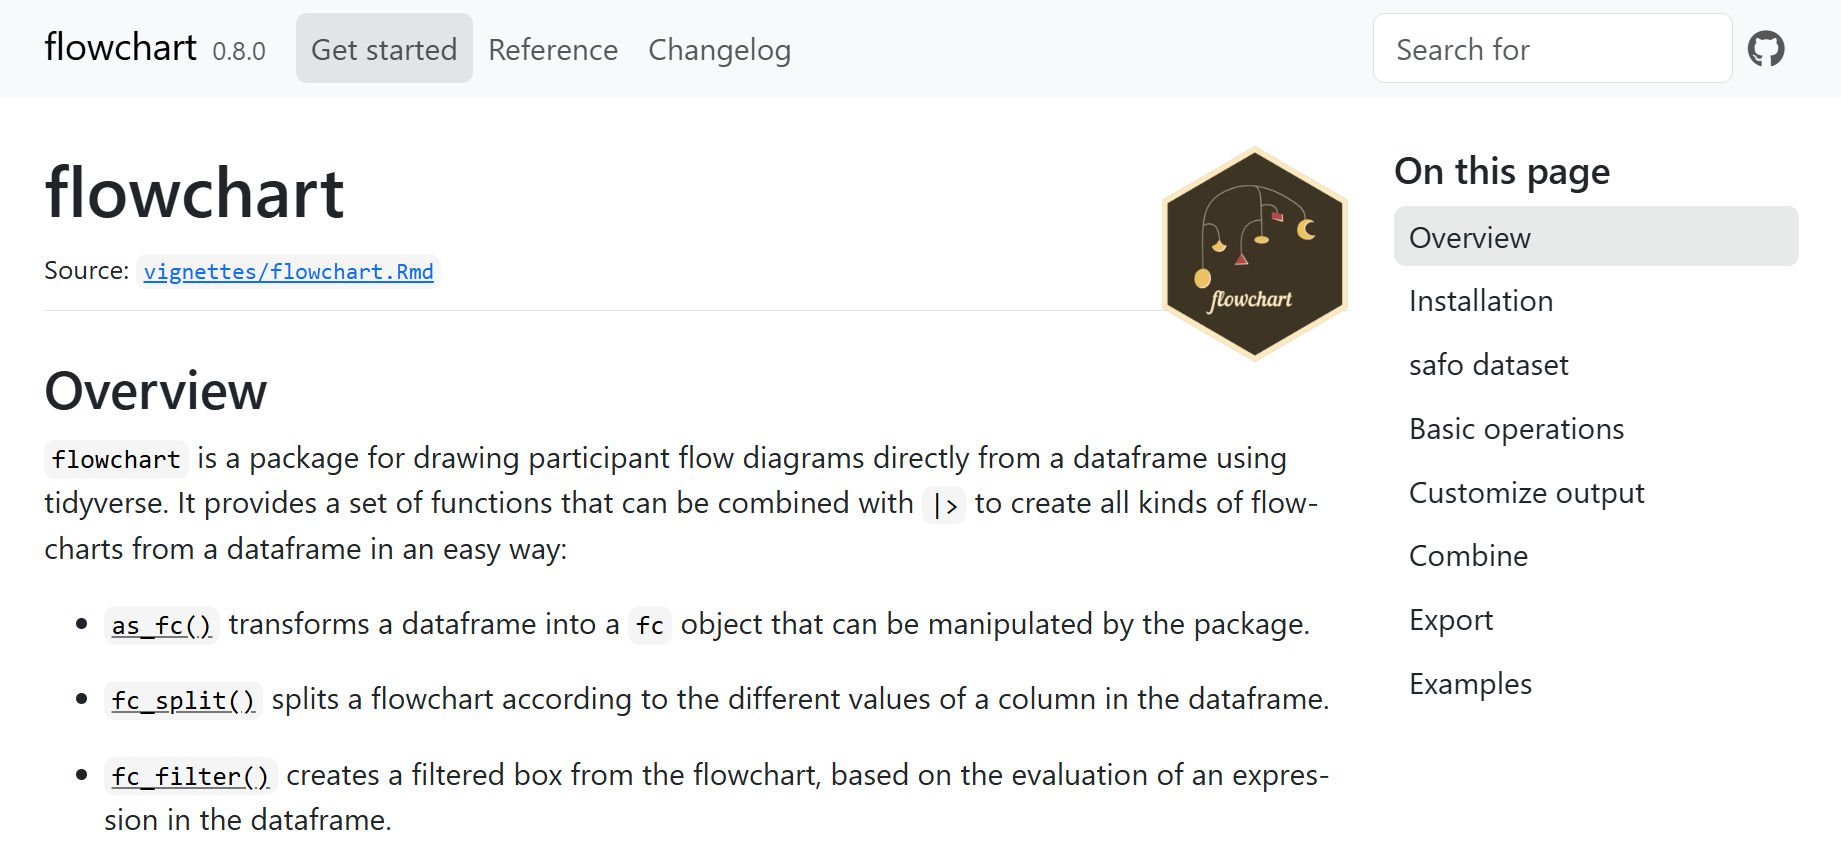 flowchart 0.8.0 Get started Reference Changelog Search for
flowchart
Source: vignettes/flowchart.Rmd
flowchart
Overview
flowchart is a package for drawing participant flow diagrams directly from a dataframe using
tidyverse. It provides a set of functions that can be combined with |> to create all kinds of flow-
charts from a dataframe in an easy way:
• as_fc() transforms a dataframe into a fc object that can be manipulated by the package.
• fc_split() splits a flowchart according to the different values of a column in the dataframe.
• fc_filter() creates a filtered box from the flowchart, based on the evaluation of an expres-
sion in the dataframe.
On this page
Overview
Installation
safo dataset
Basic operations
Customize output
Combine
Export
Examples